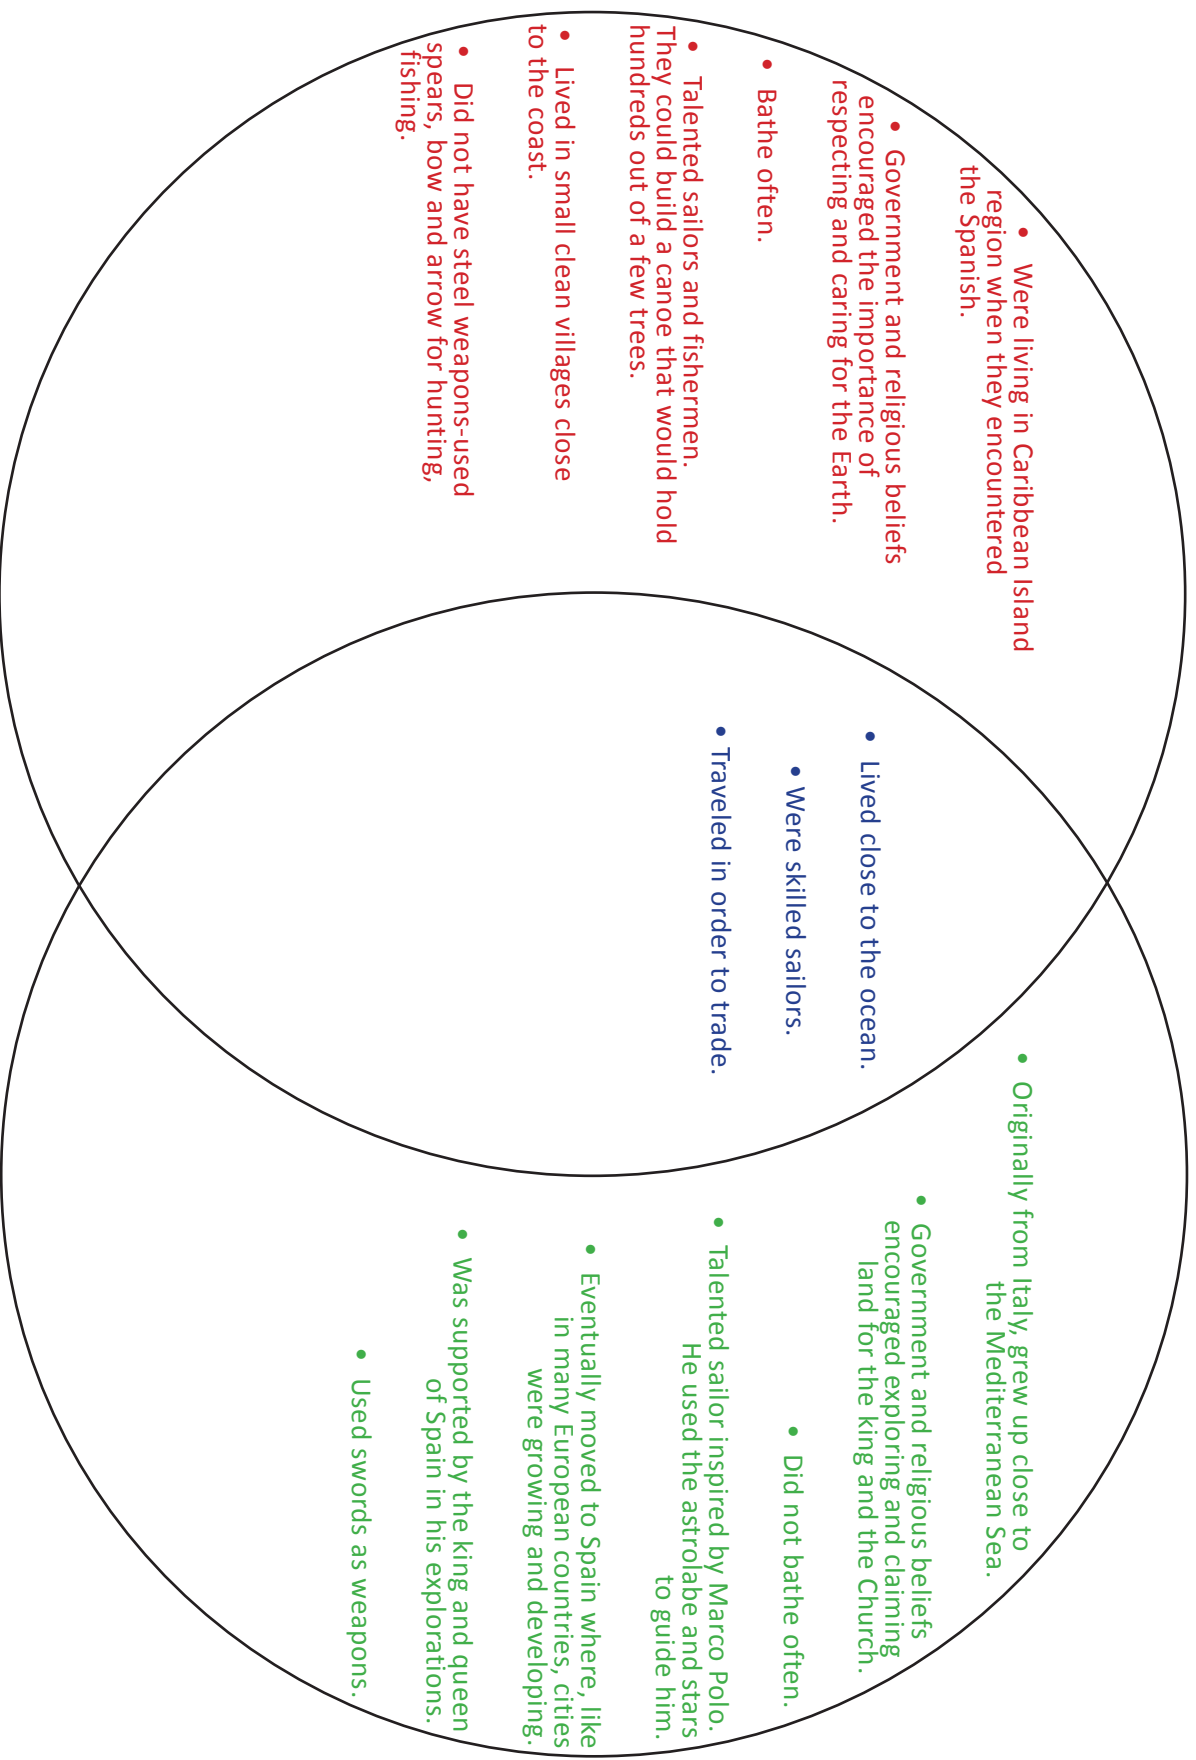 • Were living in Caribbean Island
region when they encountered
the Spanish.
• Government and religious beliefs
encouraged the importance of
respecting and caring for the Earth.
• Bathe often.
• Talented sailors and fishermen.
They could build a canoe that would hold
hundreds out of a few trees.
• Lived in small clean villages close
to the coast.
• Did not have steel weapons-used
spears, bow and arrow for hunting,
fishing.
• Lived close to the ocean.
• Were skilled sailors.
• Traveled in order to trade.
• Originally from Italy, grew up close to
the Mediterranean Sea.
• Government and religious beliefs
encouraged exploring and claiming
land for the king and the Church.
• Did not bathe often.
• Talented sailor inspired by Marco Polo.
He used the astrolabe and stars
to guide him.
• Eventually moved to Spain where, like
in many European countries, cities
were growing and developing.
• Was supported by the king and queen
of Spain in his explorations.
• Used swords as weapons.